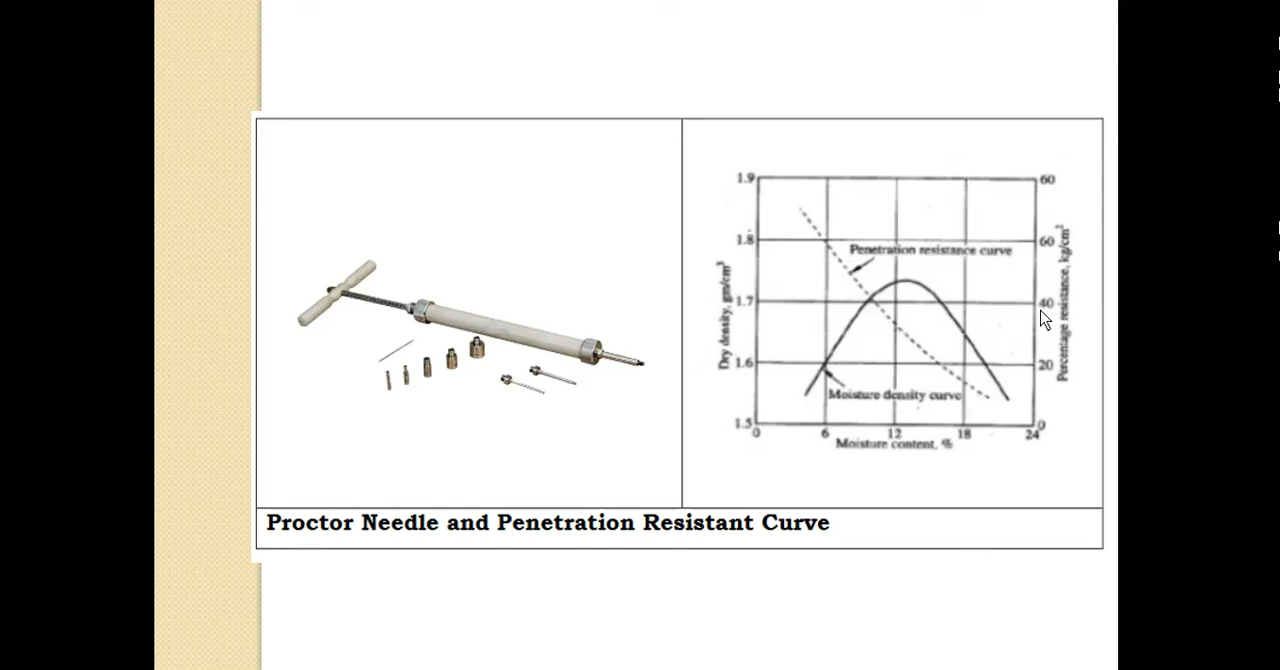 1.9
1.8
1.7
1.6
1.5
Dry density, gm/cm³
60
60
40
20
0
Percentage resistance, kg/cm²
Penetration resistance curve
Moisture density curve
0 6 12 18 24
Moisture content, %
Proctor Needle and Penetration Resistant Curve